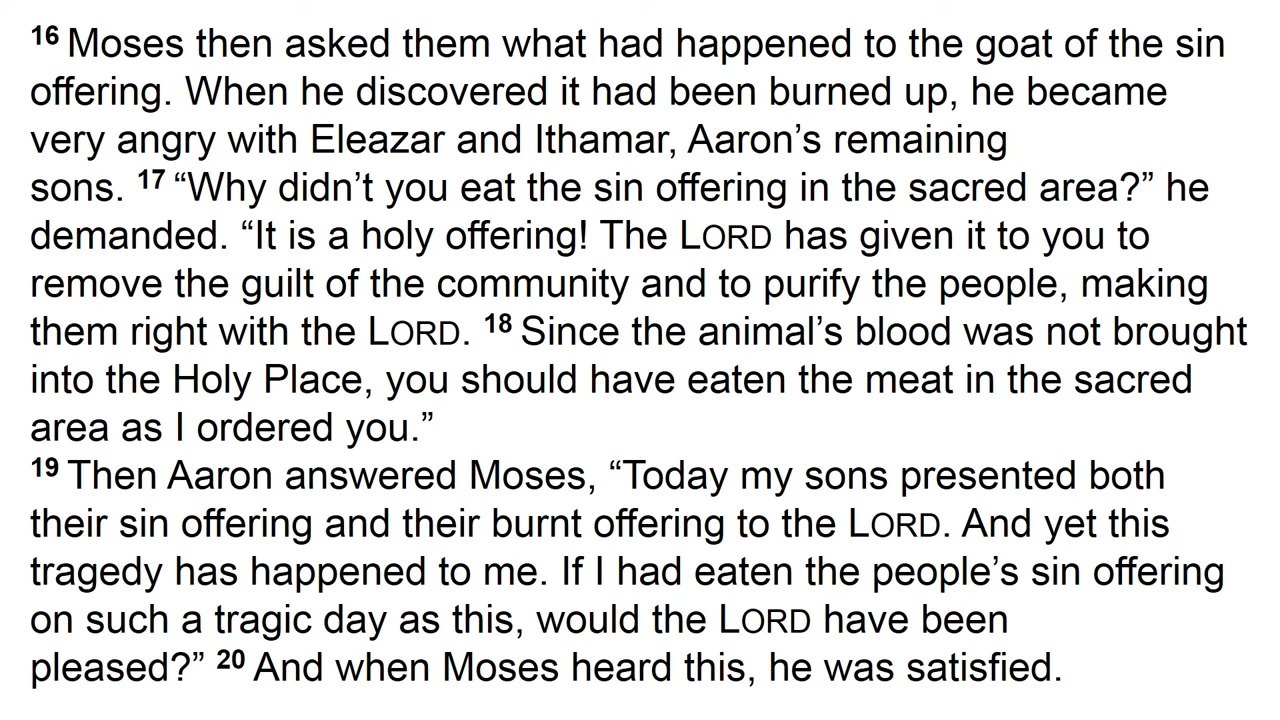 16 Moses then asked them what had happened to the goat of the sin
offering. When he discovered it had been burned up, he became
very angry with Eleazar and Ithamar, Aaron’s remaining
sons. 17 “Why didn’t you eat the sin offering in the sacred area?” he
demanded. “It is a holy offering! The LORD has given it to you to
remove the guilt of the community and to purify the people, making
them right with the LORD. 18 Since the animal’s blood was not brought
into the Holy Place, you should have eaten the meat in the sacred
area as I ordered you.”
19 Then Aaron answered Moses, “Today my sons presented both
their sin offering and their burnt offering to the LORD. And yet this
tragedy has happened to me. If I had eaten the people’s sin offering
on such a tragic day as this, would the LORD have been
pleased?” 20 And when Moses heard this, he was satisfied.